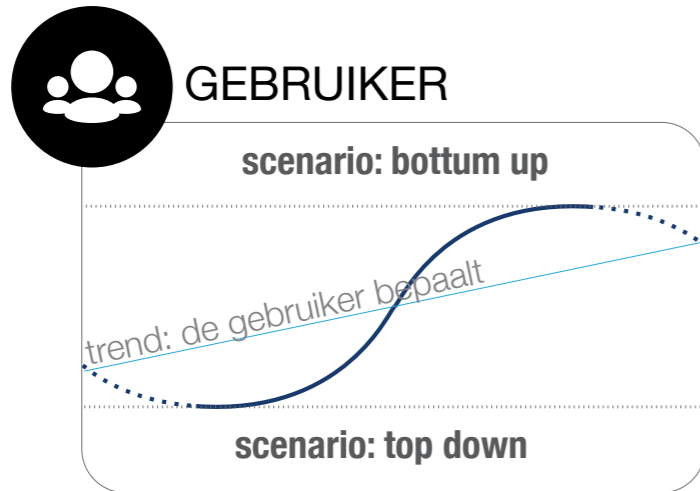 GEBRUIKER
scenario: bottum up
trend: de gebruiker bepaalt
scenario: top down